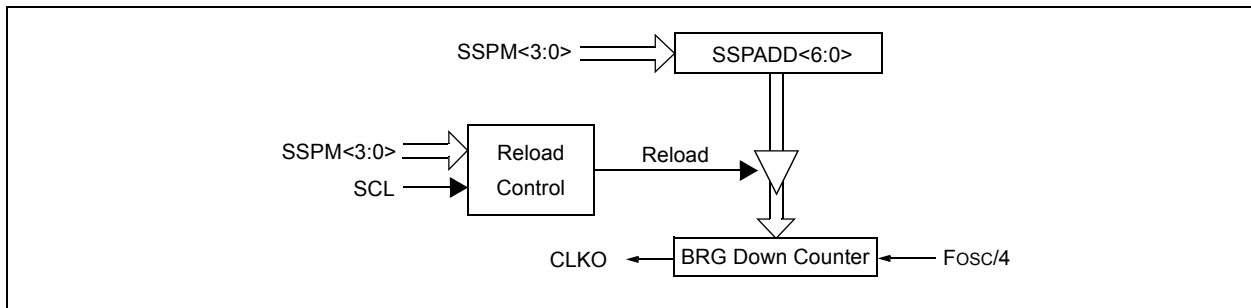 SSPM<3:0>
SSPADD<6:0>
SSPM<3:0>
SCL
Reload
Control
Reload
CLKO
BRG Down Counter
FOSC/4